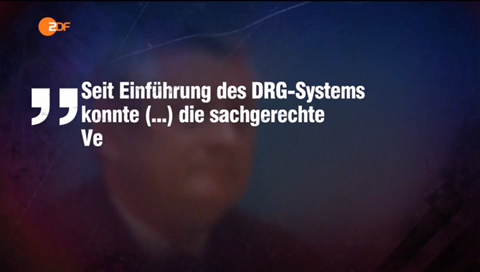 ZDF
„Seit Einführung des DRG-Systems
konnte (...) die sachgerechte
Ve